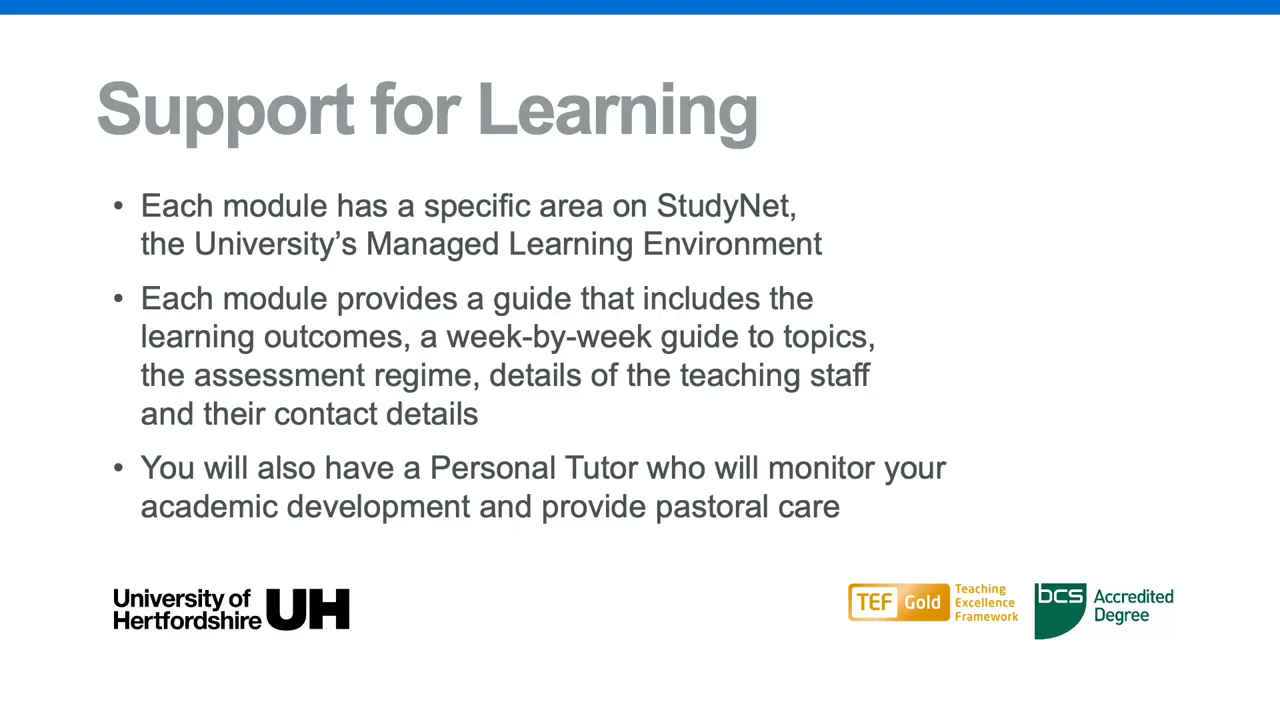 Support for Learning
• Each module has a specific area on StudyNet,
the University’s Managed Learning Environment
• Each module provides a guide that includes the
learning outcomes, a week-by-week guide to topics,
the assessment regime, details of the teaching staff
and their contact details
• You will also have a Personal Tutor who will monitor your
academic development and provide pastoral care
University of
Hertfordshire UH
TEF Gold
Teaching
Excellence
Framework
bcs
Accredited
Degree